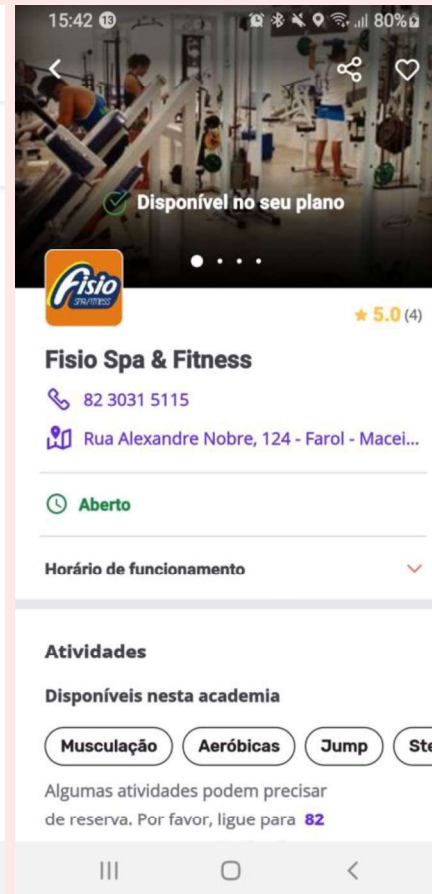 15:42 13 80%
Disponível no seu plano
Fisio
SPA/FITNESS
5.0 (4)
Fisio Spa & Fitness
82 3031 5115
Rua Alexandre Nobre, 124 - Farol - Macei...
Aberto
Horário de funcionamento
Atividades
Disponíveis nesta academia
Musculação Aeróbicas Jump Ste
Algumas atividades podem precisar
de reserva. Por favor, ligue para 82